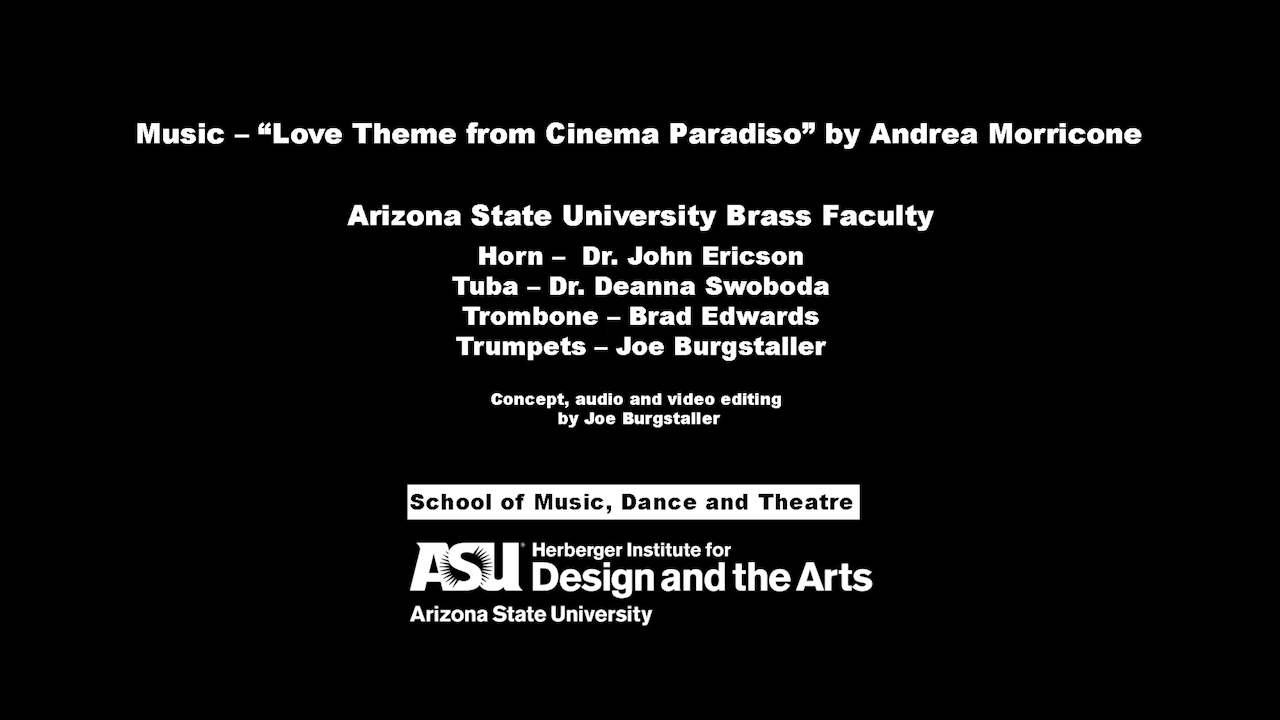 Music – “Love Theme from Cinema Paradiso” by Andrea Morricone
Arizona State University Brass Faculty
Horn –  Dr. John Ericson
Tuba – Dr. Deanna Swoboda
Trombone – Brad Edwards
Trumpets – Joe Burgstaller
Concept, audio and video editing
by Joe Burgstaller
School of Music, Dance and Theatre
ASU Herberger Institute for
Design and the Arts
Arizona State University